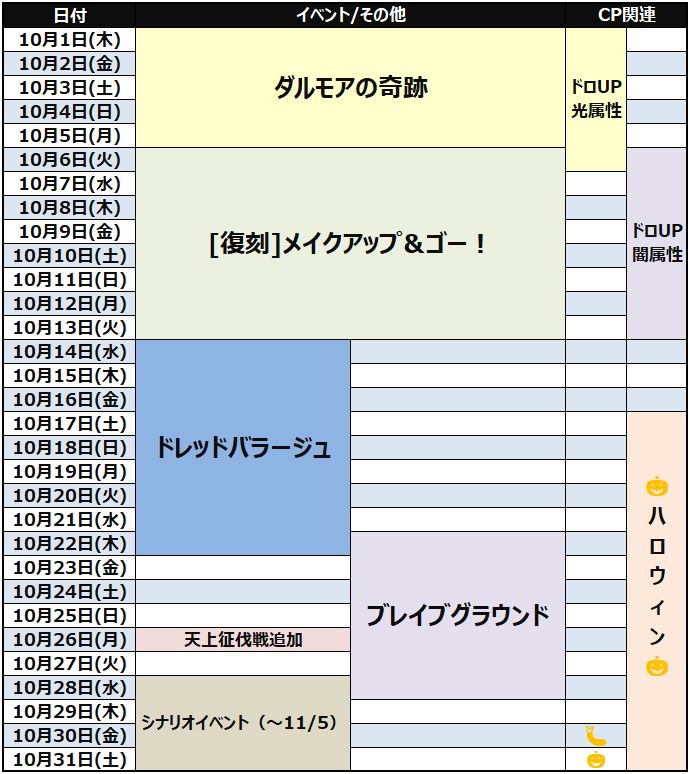 日付 イベント/その他 CP関連
10月1日(木)
10月2日(金)
10月3日(土) ダルモアの奇跡 ドロUP
10月4日(日) 光属性
10月5日(月)
10月6日(火)
10月7日(水)
10月8日(木)
10月9日(金) [復刻]メイクアップ&ゴー! ドロUP
10月10日(土) 闇属性
10月11日(日)
10月12日(月)
10月13日(火)
10月14日(水)
10月15日(木)
10月16日(金)
10月17日(土)
10月18日(日) ドレッドバラージュ
10月19日(月)
10月20日(火)
10月21日(水)
10月22日(木)
10月23日(金) ハロウィン
10月24日(土)
10月25日(日) ブレイブグラウンド
10月26日(月) 天上征伐戦追加
10月27日(火)
10月28日(水)
10月29日(木) シナリオイベント(~11/5)
10月30日(金)
10月31日(土)